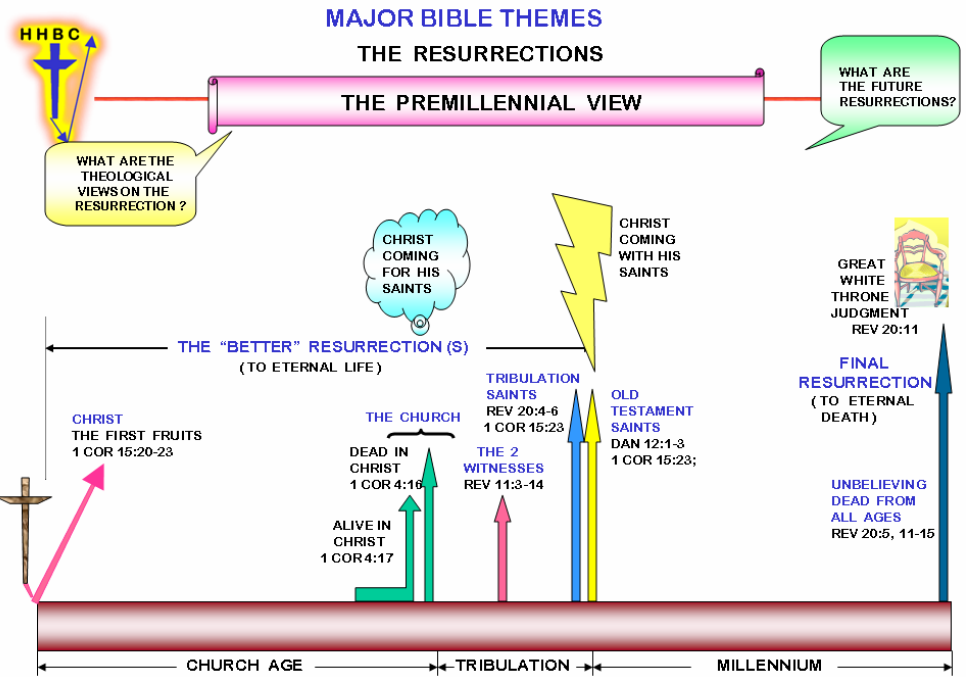 MAJOR BIBLE THEMES
HHBC
THE RESURRECTIONS
THE PREMILLENNIAL VIEW
WHAT ARE
THE FUTURE
RESURRECTIONS?
WHAT ARE THE
THEOLOGICAL
VIEWS ON THE
RESURRECTION ?
CHRIST
COMING
FOR HIS
SAINTS
CHRIST
COMING
WITH HIS
SAINTS
GREAT
WHITE
THRONE
JUDGMENT
REV 20:11
THE “BETTER” RESURRECTION (S)
(TO ETERNAL LIFE)
FINAL
RESURRECTION
(TO ETERNAL
DEATH)
CHRIST
THE FIRST FRUITS
1 COR 15:20-23
THE CHURCH
DEAD IN
CHRIST
1 COR 4:16
ALIVE IN
CHRIST
1 COR 4:17
THE 2
WITNESSES
REV 11:3-14
TRIBULATION
SAINTS
REV 20:4-6
1 COR 15:23
OLD
TESTAMENT
SAINTS
DAN 12:1-3
1 COR 15:23;
UNBELIEVING
DEAD FROM
ALL AGES
REV 20:5, 11-15
CHURCH AGE
TRIBULATION
MILLENNIUM